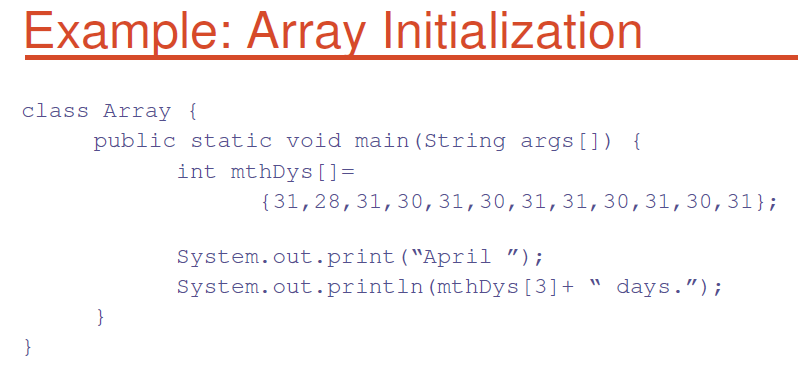 Example: Array Initialization
class Array {
public static void main(String args[]) {
int mthDys[]=
{31,28,31,30,31,30,31,31,30,31,30,31};
System.out.print(“April ”);
System.out.println(mthDys[3]+ “ days.”);
}
}